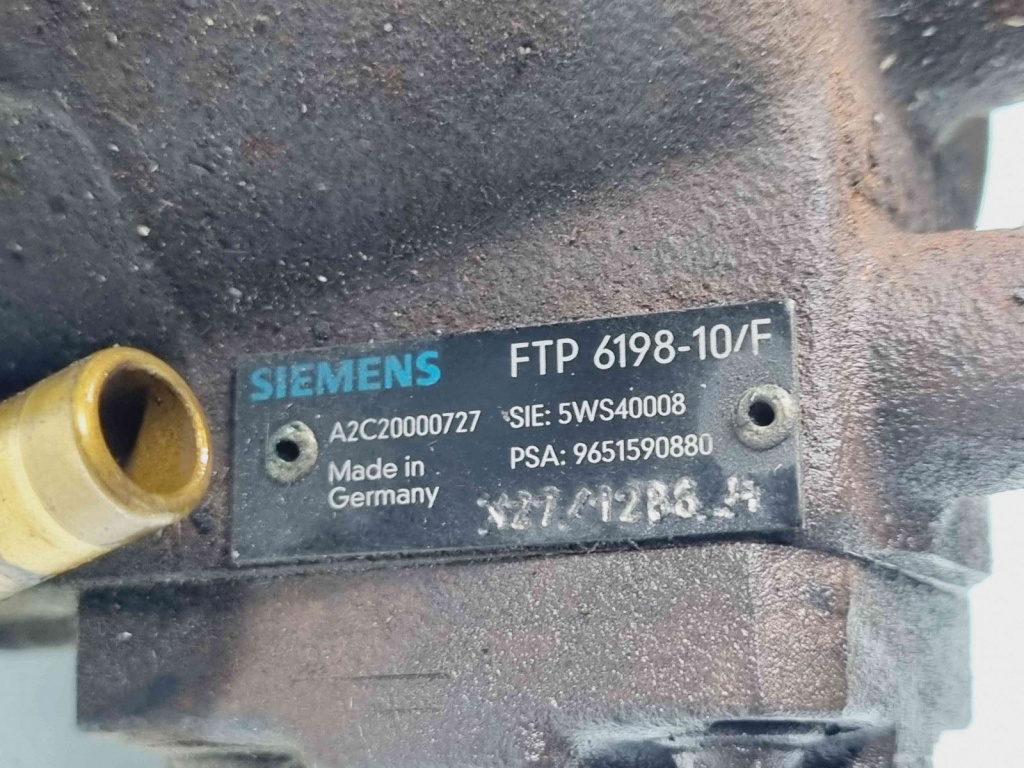 SIEMENS FTP 6198-10/F
A2C20000727 SIE: 5WS40008
Made in PSA: 9651590880
Germany